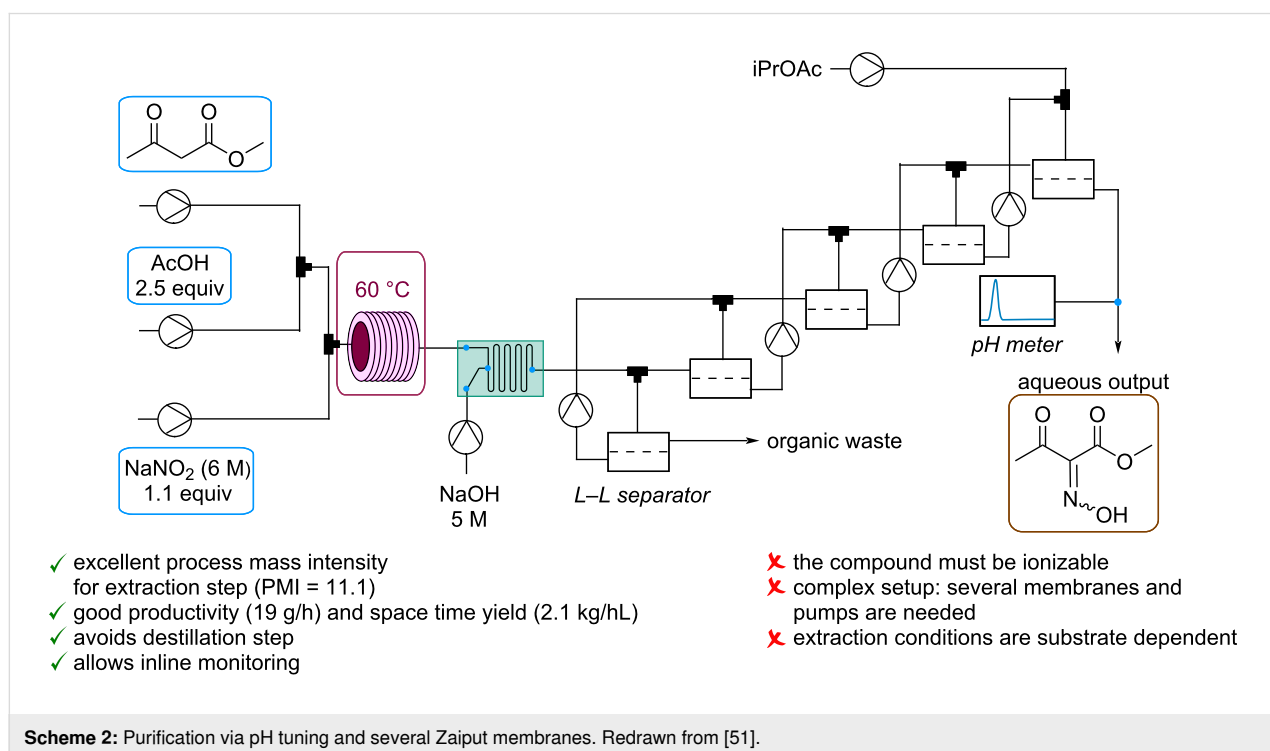 iPrOAc
O
O
O
AcOH
2.5 equiv
60 °C
NaNO2 (6 M)
1.1 equiv
NaOH
5 M
L–L separator
organic waste
pH meter
aqueous output
O
O
O
N
OH
✓ excellent process mass intensity
for extraction step (PMI = 11.1)
✓ good productivity (19 g/h) and space time yield (2.1 kg/hL)
✓ avoids destillation step
✓ allows inline monitoring
✘ the compound must be ionizable
✘ complex setup: several membranes and
pumps are needed
✘ extraction conditions are substrate dependent
Scheme 2: Purification via pH tuning and several Zaiput membranes. Redrawn from [51].